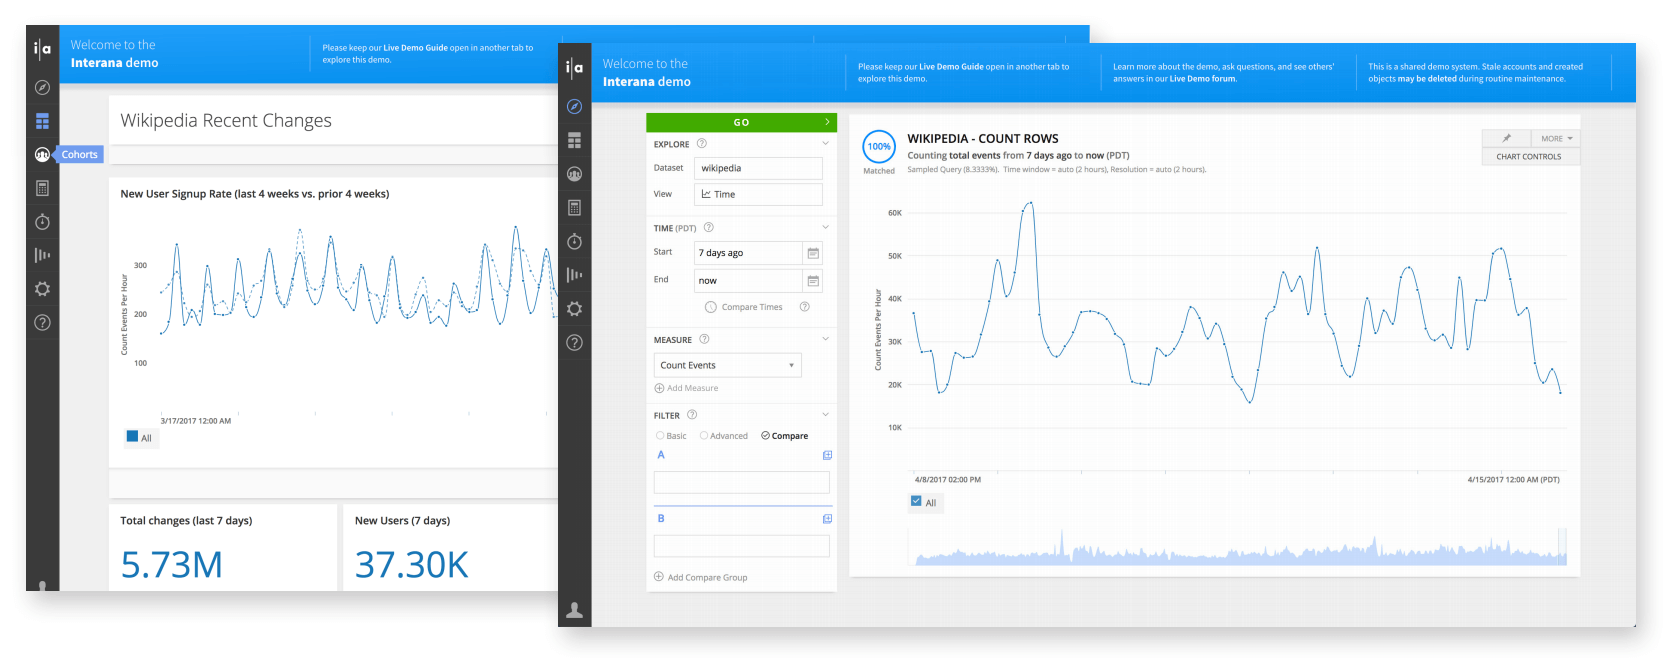 i|a
Welcome to the
Interana demo
Please keep our Live Demo Guide open in another tab to
explore this demo.
Cohorts
Wikipedia Recent Changes
New User Signup Rate (last 4 weeks vs. prior 4 weeks)
Count Events Per Hour
300
200
100
3/17/2017 12:00 AM
All
Total changes (last 7 days)
5.73M
New Users (7 days)
37.30K
i|a
Welcome to the
Interana demo
Please keep our Live Demo Guide open in another tab to
explore this demo.
Learn more about the demo, ask questions, and see others'
answers in our Live Demo forum.
This is a shared demo system. Stale accounts and created
objects may be deleted during routine maintenance.
GO
EXPLORE
Dataset
wikipedia
View
Time
TIME (PDT)
Start
7 days ago
End
now
Compare Times
MEASURE
Count Events
Add Measure
FILTER
Basic
Advanced
Compare
A
B
Add Compare Group
100%
Matched
WIKIPEDIA - COUNT ROWS
Counting total events from 7 days ago to now (PDT)
Sampled Query (8.3333%). Time window = auto (2 hours), Resolution = auto (2 hours).
MORE
CHART CONTROLS
Count Events Per Hour
60K
50K
40K
30K
20K
10K
4/8/2017 02:00 PM
4/15/2017 12:00 AM (PDT)
All